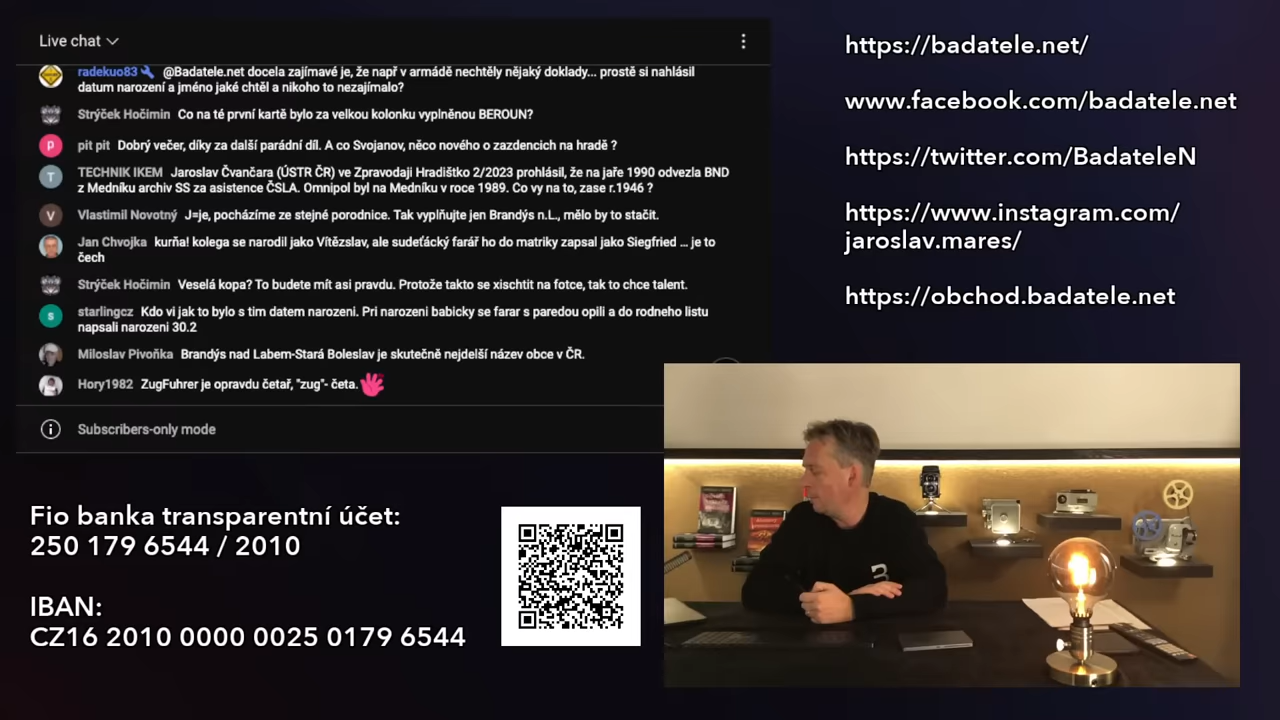 Live chat
radekuo83 @Badatele.net docela zajímavé je, že např v armádě nechtěly nějaký doklady... prostě si nahlásil
datum narození a jméno jaké chtěl a nikoho to nezajímalo?
Strýček Hočimin Co na té první kartě bylo za velkou kolonku vyplněnou BEROUN?
pit pit Dobrý večer, díky za další parádní díl. A co Svojanov, něco nového o zazdencich na hradě ?
TECHNIK IKEM Jaroslav Čvančara (ÚSTR ČR) ve Zpravodaji Hradištko 2/2023 prohlásil, že na jaře 1990 odvezla BND
z Medníku archiv SS za asistence ČSLA. Omnipol byl na Medníku v roce 1989. Co vy na to, zase r.1946 ?
Vlastimil Novotný J=je, pocházíme ze stejné porodnice. Tak vyplňujte jen Brandýs n.L., mělo by to stačit.
Jan Chvojka kurňa! kolega se narodil jako Vítězslav, ale sudeťácký farář ho do matriky zapsal jako Siegfried ... je to
čech
Strýček Hočimin Veselá kopa? To budete mít asi pravdu. Protože takto se xischtit na fotce, tak to chce talent.
starlingcz Kdo vi jak to bylo s tim datem narozeni. Pri narozeni babicky se farar s paredou opili a do rodneho listu
napsali narozeni 30.2
Miloslav Pivoňka Brandýs nad Labem-Stará Boleslav je skutečně nejdelší název obce v ČR.
Hory1982 ZugFuhrer je opravdu četař, "zug"- četa.
Subscribers-only mode
https://badatele.net/
www.facebook.com/badatele.net
https://twitter.com/BadateleN
https://www.instagram.com/
jaroslav.mares/
https://obchod.badatele.net
Fio banka transparentní účet:
250 179 6544 / 2010
IBAN:
CZ16 2010 0000 0025 0179 6544